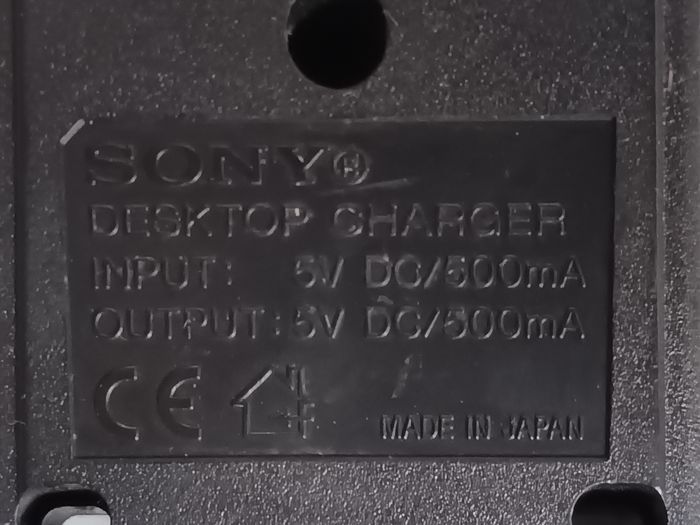 SONY®
DESKTOP CHARGER
INPUT: 5V DC/500mA
OUTPUT: 5V DC/500mA
CE
MADE IN JAPAN